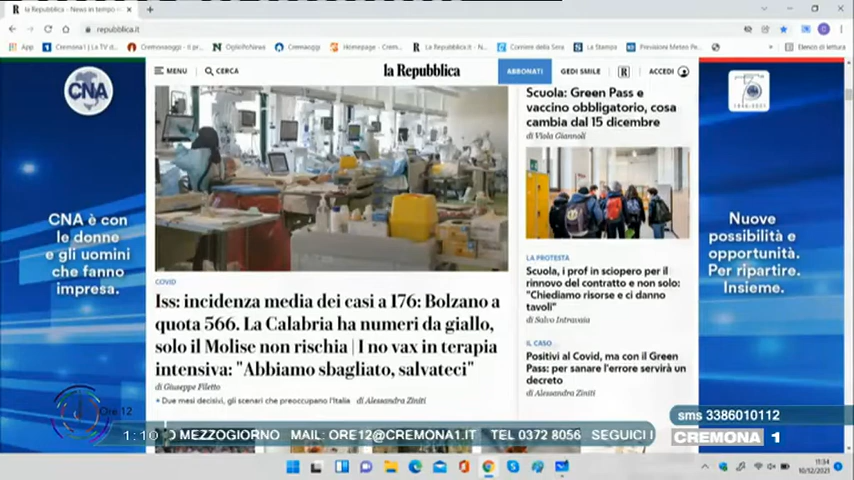 la Repubblica - News in tempo
repubblica.it
App
Cremona1 | La TV d
Cremonaoggi - Il pr...
OglioPoNews
Cremaoggi
Homepage - Crem...
La Repubblica.it - N...
Corriere della Sera
La Stampa
Previsioni Meteo Pe...
Elenco di lettura
MENU
CERCA
la Repubblica
ABBONATI
GEDI SMILE
R
ACCEDI
CNA
CNA è con
le donne
e gli uomini
che fanno
impresa.
COVID
Iss: incidenza media dei casi a 176: Bolzano a
quota 566. La Calabria ha numeri da giallo,
solo il Molise non rischia | I no vax in terapia
intensiva: "Abbiamo sbagliato, salvateci"
di Giuseppe Filetto
Due mesi decisivi, gli scenari che preoccupano l'Italia di Alessandra Ziniti
Scuola: Green Pass e
vaccino obbligatorio, cosa
cambia dal 15 dicembre
di Viola Giannoli
LA PROTESTA
Scuola, i prof in sciopero per il
rinnovo del contratto e non solo:
"Chiediamo risorse e ci danno
tavoli"
di Salvo Intravaia
IL CASO
Positivi al Covid, ma con il Green
Pass: per sanare l'errore servirà un
decreto
di Alessandra Ziniti
Nuove
possibilità e
opportunità.
Per ripartire.
Insieme.
Ore 12
sms 3386010112
MEZZOGIORNO MAIL: ORE12@CREMONA1.IT TEL 0372 8056 SEGUICI
CREMONA 1
11:34
10/12/2021